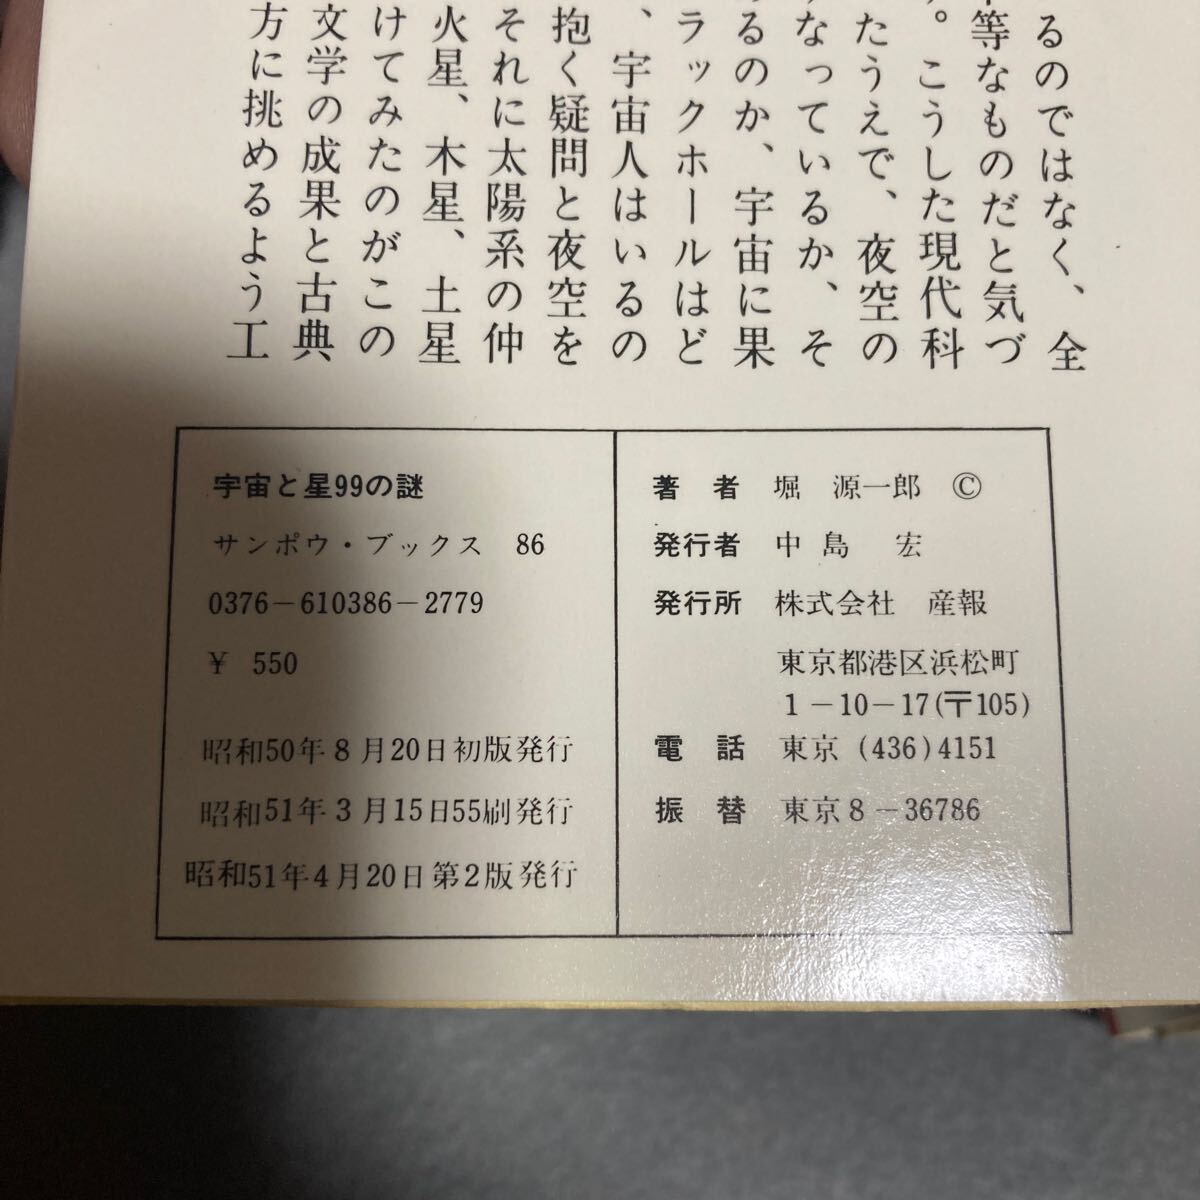 るのではなく、全
等なものだと気づ
。こうした現代科
たうえで、夜空の
なっているか、そ
るのか、宇宙に果
ラックホールはど
、宇宙人はいるの
抱く疑問と夜空を
それに太陽系の仲
火星、木星、土星
けてみたのがこの
文学の成果と古典
方に挑めるよう工
宇宙と星99の謎
サンポウ・ブックス 86
0376-610386-2779
¥ 550
昭和50年8月20日初版発行
昭和51年3月15日55刷発行
昭和51年4月20日第2版発行
著者 堀 源一郎 ©
発行者 中島 宏
発行所 株式会社 産報
東京都港区浜松町
1-10-17(〒105)
電話 東京(436)4151
振替 東京8-36786